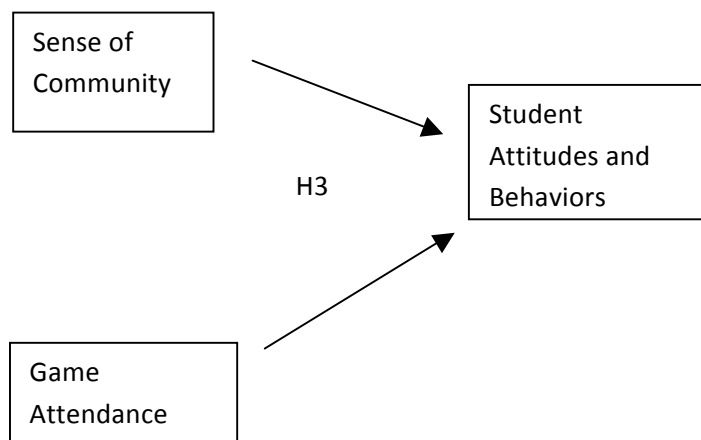 Sense of
Community
Student
Attitudes and
Behaviors
H3
Game
Attendance